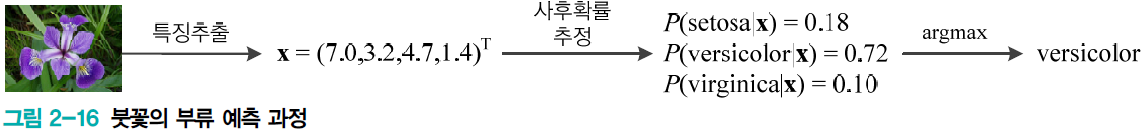 특징추출
x = (7.0,3.2,4.7,1.4)ᵀ
사후확률
추정
P(setosa|x) = 0.18
P(versicolor|x) = 0.72
P(virginica|x) = 0.10
argmax
versicolor
그림 2-16 붓꽃의 부류 예측 과정